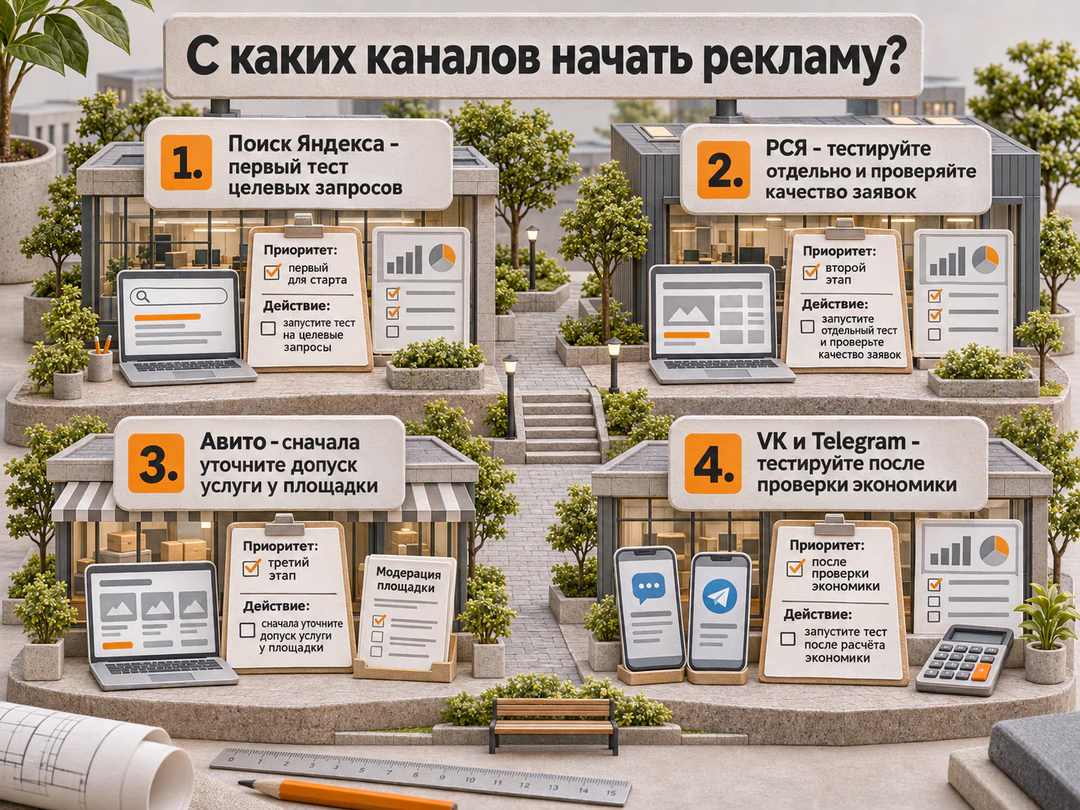 С каких каналов начать рекламу?
1.
Поиск Яндекса -
первый тест
целевых запросов
Приоритет:
первый
для старта
Действие:
запустите тест
на целевые
запросы
2.
РСЯ - тестируйте
отдельно и проверяйте
качество заявок
Приоритет:
второй
этап
Действие:
запустите
отдельный тест
и проверьте
качество заявок
3.
Авито - сначала
уточните допуск
услуги у площадки
Приоритет:
третий
этап
Действие:
сначала уточните
допуск услуги
у площадки
Модерация
площадки
4.
VK и Telegram -
тестируйте после
проверки экономики
Приоритет:
после
проверки
экономики
Действие:
запустите тест
после расчёта
экономики